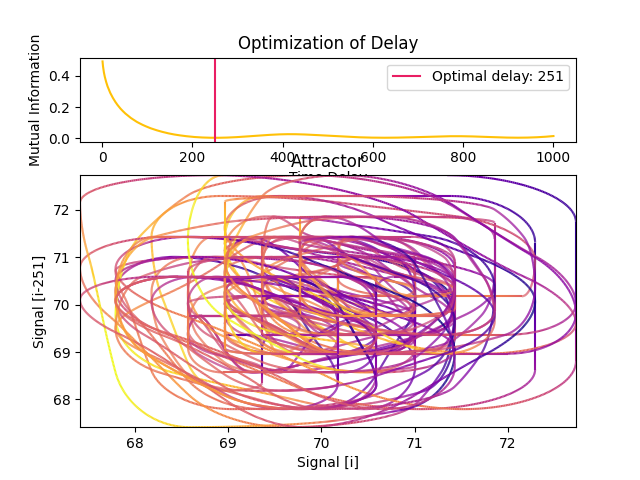 Optimization of Delay
Mutual Information
0.4
0.2
0.0
Optimal delay: 251
0 200 400 600 800 1000
Time Delay
Attractor
Signal [i-251]
72
71
70
69
68
68 69 70 71 72
Signal [i]